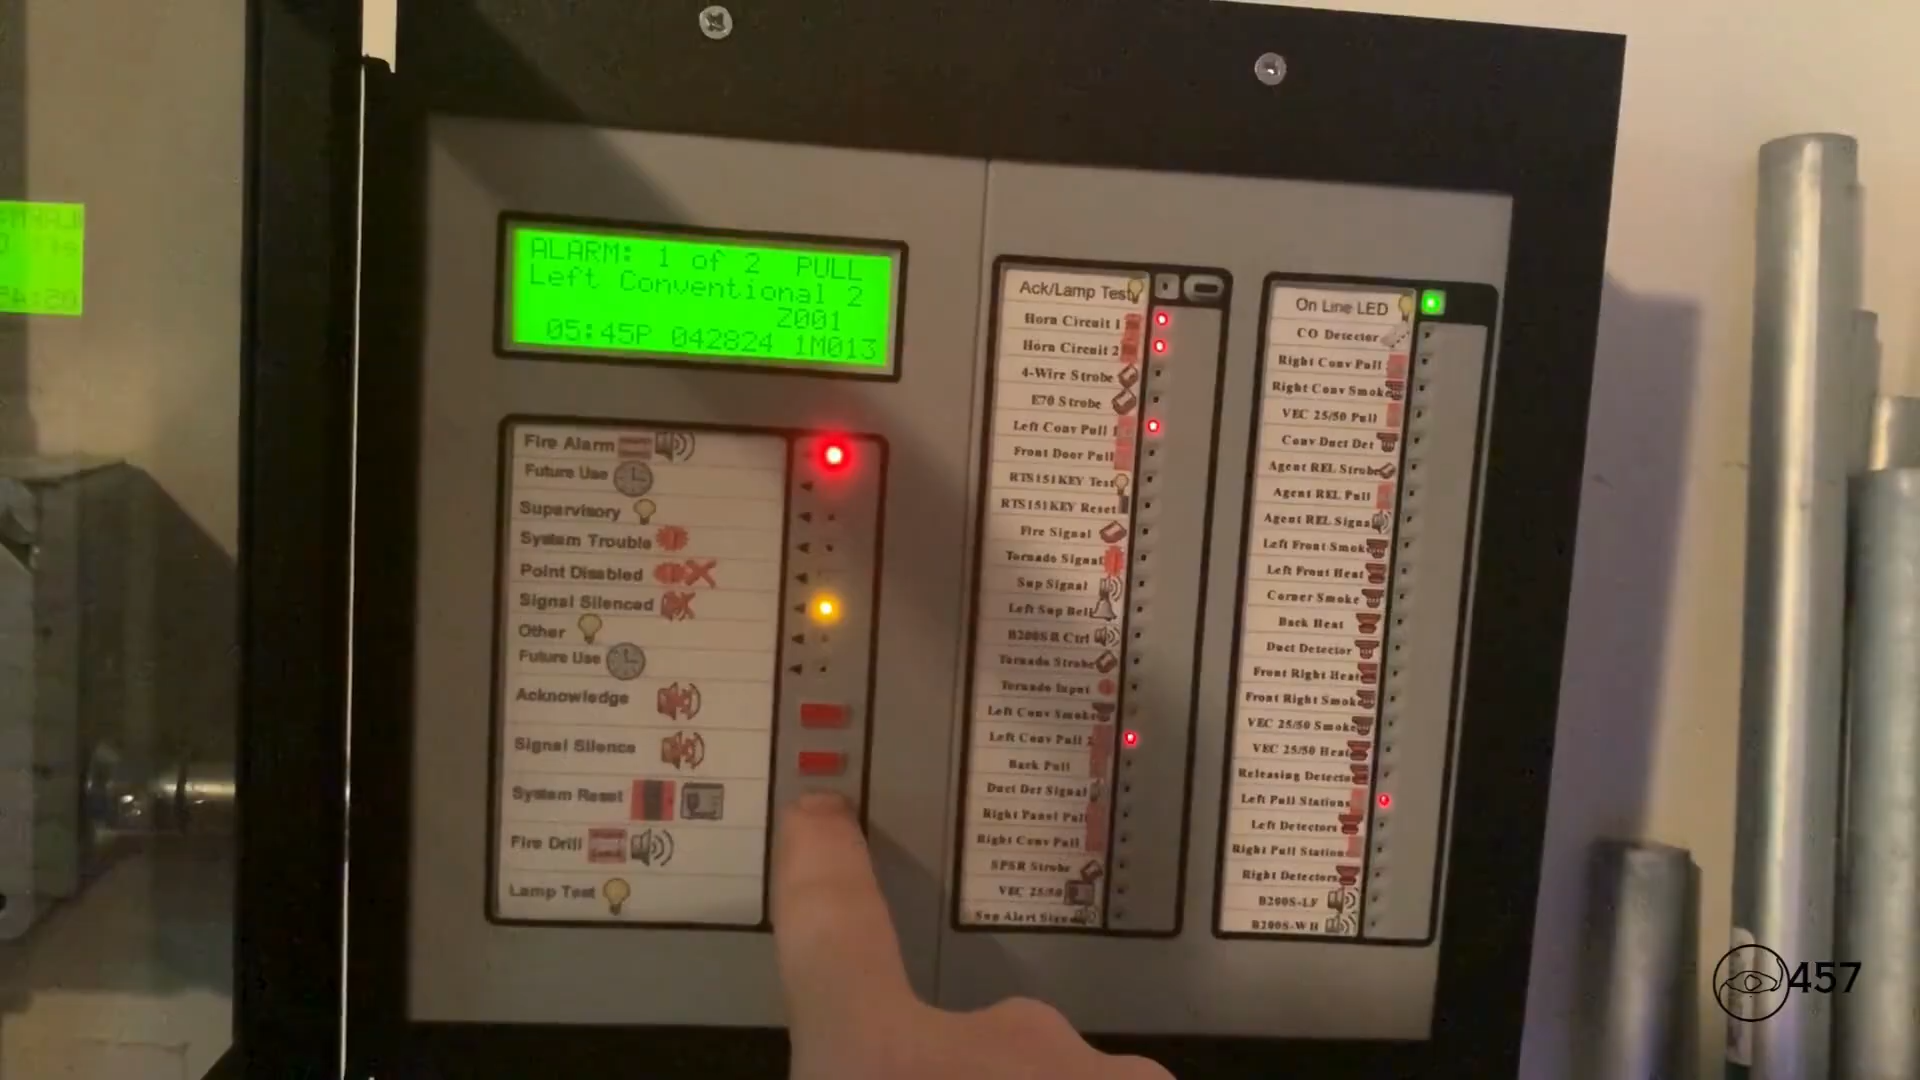 ALARM: 1 of 2 PULL
Left Conventional 2
Z001
05:45P 042824 1M013
Fire Alarm
Future Use
Supervisory
System Trouble
Point Disabled
Signal Silenced
Other
Future Use
Acknowledge
Signal Silence
System Reset
Fire Drill
Lamp Test
Ack/Lamp Test
Horn Circuit 1
Horn Circuit 2
4-Wire Strobe
E70 Strobe
Left Conv Pull 1
Front Door Pull
RTS151KEY Test
RTS151KEY Reset
Fire Signal
Tornado Signal
Sup Signal
Left Sup Bell
B200SR Ctrl
Tornado Strobe
Tornado Input
Left Conv Smoke
Left Conv Pull 2
Back Pull
Duct Det Signal
Right Panel Pull
Right Conv Pull
SPSR Strobe
VEC 25/50
Sup Alert
On Line LED
CO Detector
Right Conv Pull
Right Conv Smoke
VEC 25/50 Pull
Conv Duct Det
Agent REL Strobe
Agent REL Pull
Agent REL Signal
Left Front Smoke
Left Front Heat
Corner Smoke
Back Heat
Duct Detector
Front Right Heat
Front Right Smoke
VEC 25/50 Smoke
VEC 25/50 Heat
Releasing Detector
Left Pull Stations
Left Detectors
Right Pull Station
Right Detectors
B200S-LF
B200S-WH
457